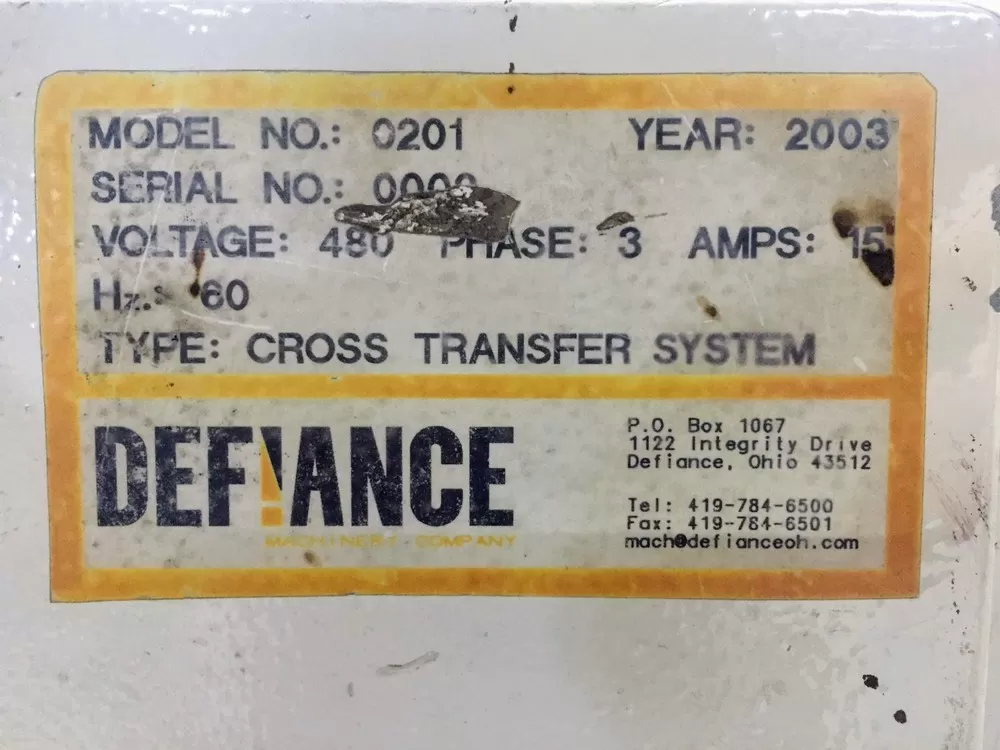 MODEL NO.: 0201 YEAR: 2003
SERIAL NO.:
VOLTAGE: 480 PHASE: 3 AMPS: 15
Hz.: 60
TYPE: CROSS TRANSFER SYSTEM
DEF!ANCE
MACHINERY COMPANY
P.O. Box 1067
1122 Integrity Drive
Defiance, Ohio 43512
Tel: 419-784-6500
Fax: 419-784-6501
mach@defianceoh.com